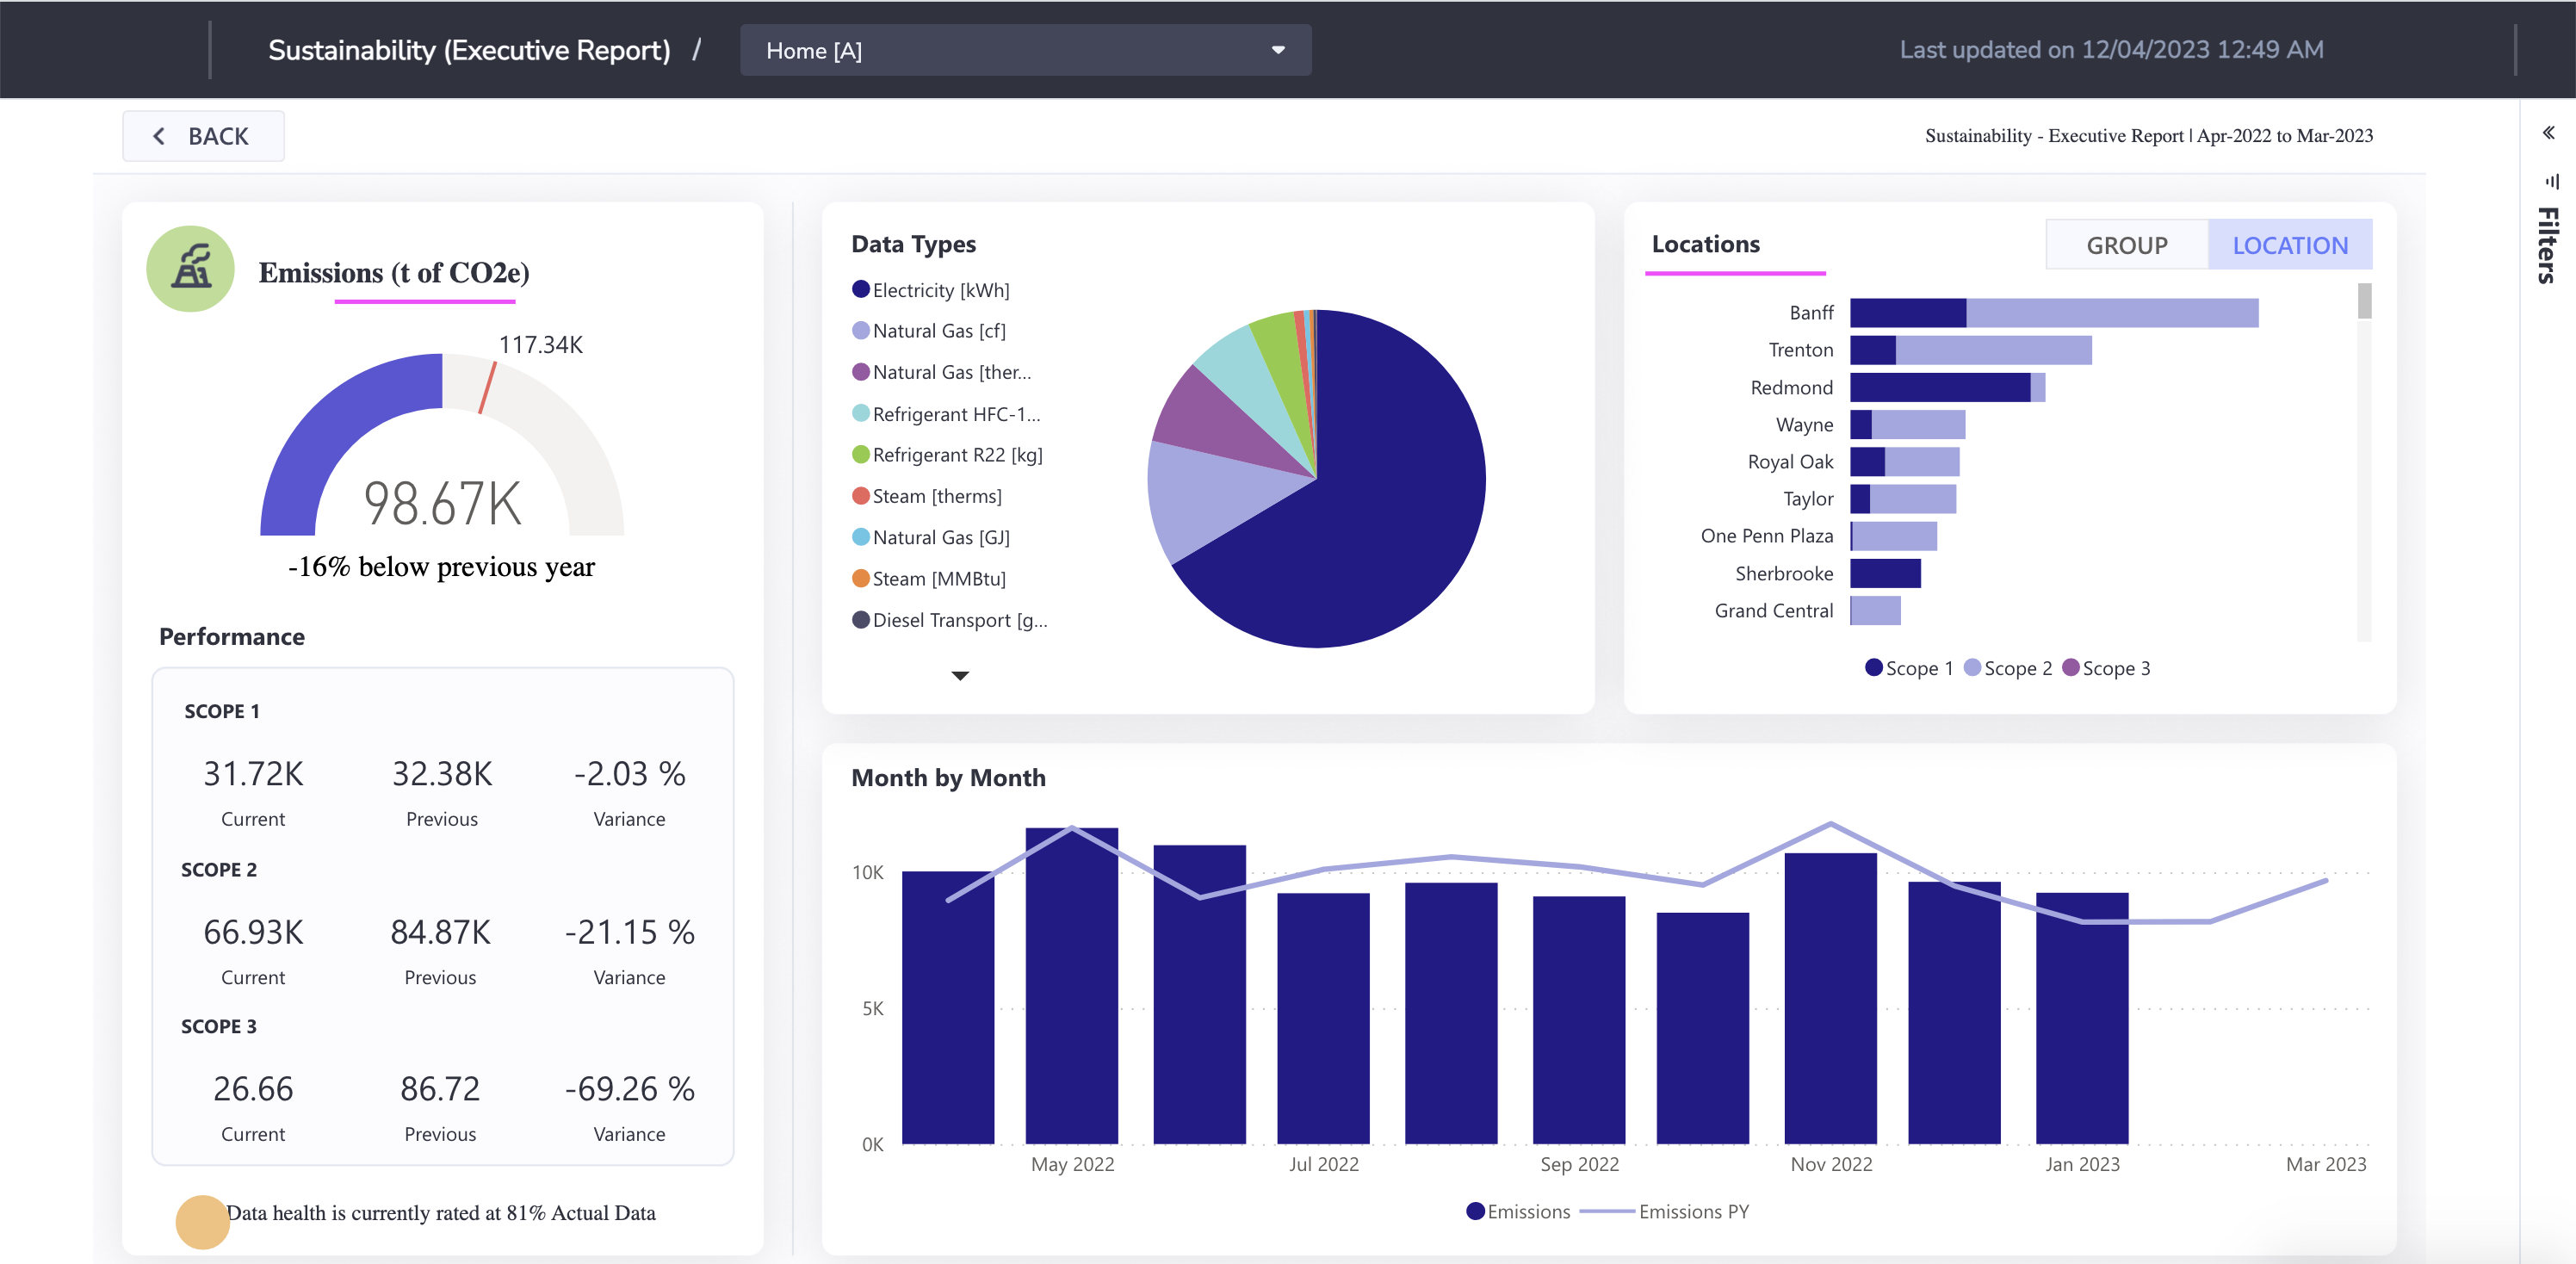 Sustainability (Executive Report) / Home [A] Last updated on 12/04/2023 12:49 AM
BACK
Sustainability - Executive Report | Apr-2022 to Mar-2023
Filters
Emissions (t of CO2e)
117.34K
98.67K
-16% below previous year
Performance
SCOPE 1
31.72K 32.38K -2.03 %
Current Previous Variance
SCOPE 2
66.93K 84.87K -21.15 %
Current Previous Variance
SCOPE 3
26.66 86.72 -69.26 %
Current Previous Variance
Data health is currently rated at 81% Actual Data
Data Types
Electricity [kWh]
Natural Gas [cf]
Natural Gas [ther...
Refrigerant HFC-1...
Refrigerant R22 [kg]
Steam [therms]
Natural Gas [GJ]
Steam [MMBtu]
Diesel Transport [g...
Locations
GROUP LOCATION
Banff
Trenton
Redmond
Wayne
Royal Oak
Taylor
One Penn Plaza
Sherbrooke
Grand Central
Scope 1 Scope 2 Scope 3
Month by Month
10K
5K
0K
May 2022 Jul 2022 Sep 2022 Nov 2022 Jan 2023 Mar 2023
Emissions Emissions PY